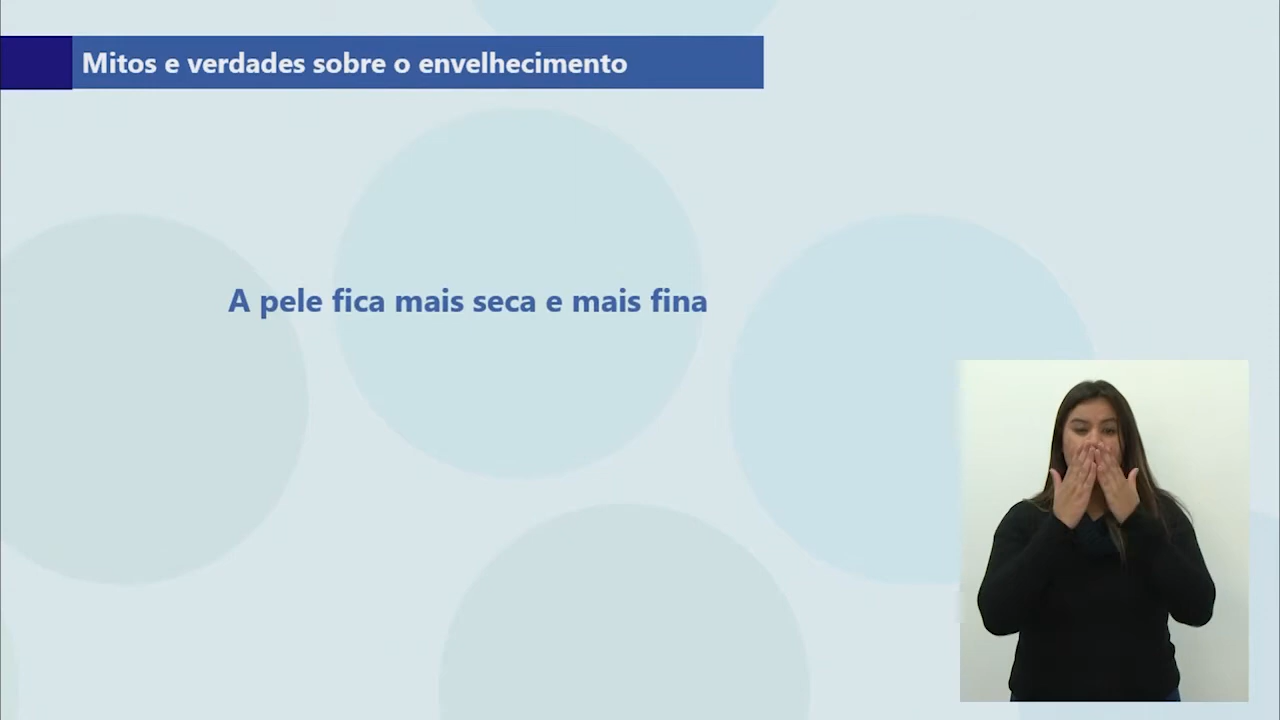 Mitos e verdades sobre o envelhecimento
A pele fica mais seca e mais fina